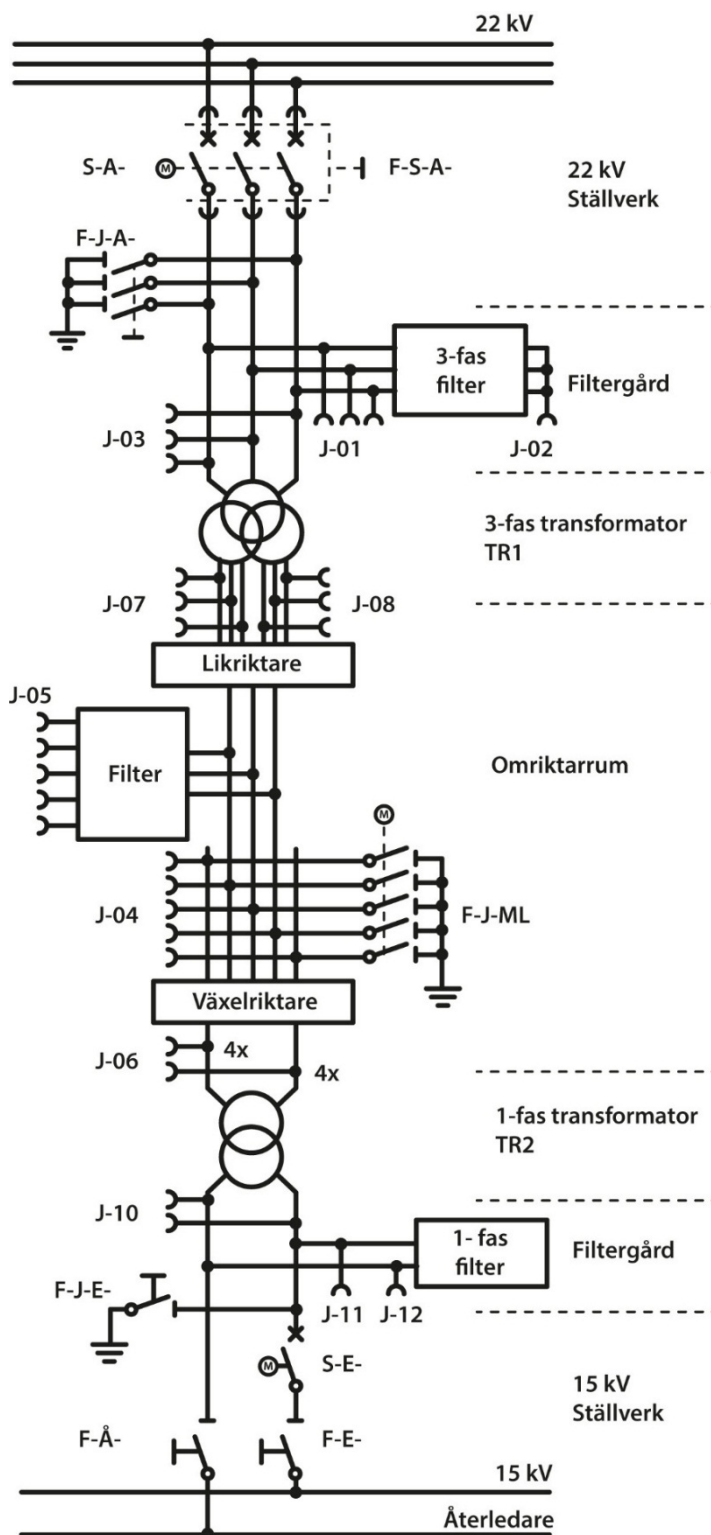 22 kV
S-A-
M
F-S-A-
22 kV
Ställverk
F-J-A-
3-fas
filter
Filtergård
J-03
J-01
J-02
3-fas transformator
TR1
J-07
J-08
Likriktare
J-05
Filter
Omriktarrum
M
J-04
F-J-ML
Växelriktare
J-06
4x
4x
1-fas transformator
TR2
J-10
1- fas
filter
Filtergård
F-J-E-
J-11
J-12
M
S-E-
15 kV
Ställverk
F-Å-
F-E-
15 kV
Återledare